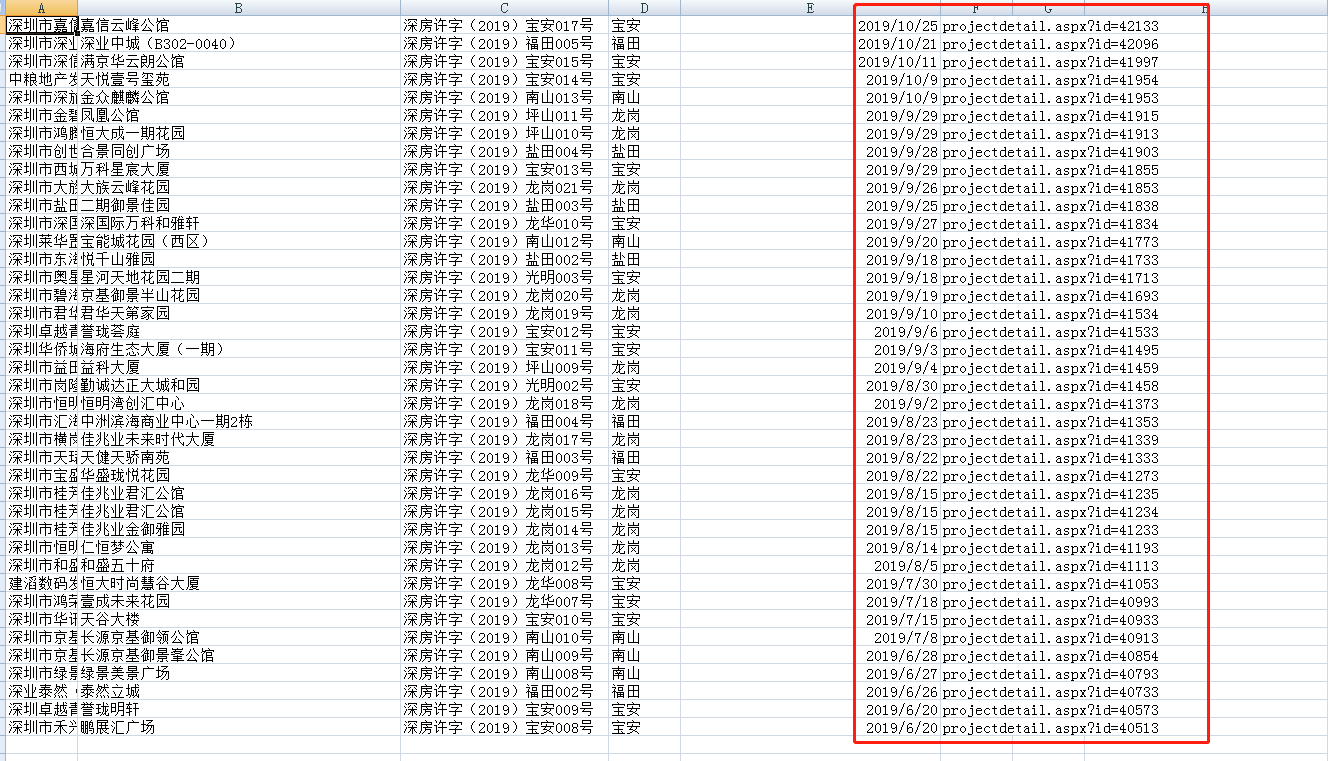 A B C D E F G H
深圳市嘉信 嘉信云峰公馆 深房许字（2019）宝安017号 宝安 2019/10/25 projectdetail.aspx?id=42133
深圳市深业 深业中城（B302-0040） 深房许字（2019）福田005号 福田 2019/10/21 projectdetail.aspx?id=42096
深圳市深信 满京华云朗公馆 深房许字（2019）宝安015号 宝安 2019/10/11 projectdetail.aspx?id=41997
中粮地产发 天悦壹号玺苑 深房许字（2019）宝安014号 宝安 2019/10/9 projectdetail.aspx?id=41954
深圳市深旅 金众麒麟公馆 深房许字（2019）南山013号 南山 2019/10/9 projectdetail.aspx?id=41953
深圳市金碧 凤凰公馆 深房许字（2019）坪山011号 龙岗 2019/9/29 projectdetail.aspx?id=41915
深圳市鸿腾 恒大成一期花园 深房许字（2019）坪山010号 龙岗 2019/9/29 projectdetail.aspx?id=41913
深圳市创世 合景同创广场 深房许字（2019）盐田004号 盐田 2019/9/28 projectdetail.aspx?id=41903
深圳市西城 万科星宸大厦 深房许字（2019）宝安013号 宝安 2019/9/29 projectdetail.aspx?id=41855
深圳市大族 大族云峰花园 深房许字（2019）龙岗021号 龙岗 2019/9/26 projectdetail.aspx?id=41853
深圳市盐田 二期御景佳园 深房许字（2019）盐田003号 盐田 2019/9/25 projectdetail.aspx?id=41838
深圳市深国 深国际万科和雅轩 深房许字（2019）龙华010号 宝安 2019/9/27 projectdetail.aspx?id=41834
深圳莱华置 宝能城花园（西区） 深房许字（2019）南山012号 南山 2019/9/20 projectdetail.aspx?id=41773
深圳市东海 悦千山雅园 深房许字（2019）盐田002号 盐田 2019/9/18 projectdetail.aspx?id=41733
深圳市奥星 星河天地花园二期 深房许字（2019）光明003号 宝安 2019/9/18 projectdetail.aspx?id=41713
深圳市碧海 京基御景半山花园 深房许字（2019）龙岗020号 龙岗 2019/9/19 projectdetail.aspx?id=41693
深圳市君华 君华天第家园 深房许字（2019）龙岗019号 龙岗 2019/9/10 projectdetail.aspx?id=41534
深圳卓越 誉珑荟庭 深房许字（2019）宝安012号 宝安 2019/9/6 projectdetail.aspx?id=41533
深圳华侨城 海府生态大厦（一期） 深房许字（2019）宝安011号 宝安 2019/9/3 projectdetail.aspx?id=41495
深圳市益田 益科大厦 深房许字（2019）坪山009号 龙岗 2019/9/4 projectdetail.aspx?id=41459
深圳市岗隆 勤诚达正大城和园 深房许字（2019）光明002号 宝安 2019/8/30 projectdetail.aspx?id=41458
深圳市恒明 恒明湾创汇中心 深房许字（2019）龙岗018号 龙岗 2019/9/2 projectdetail.aspx?id=41373
深圳市汇海 中洲滨海商业中心一期2栋 深房许字（2019）福田004号 福田 2019/8/23 projectdetail.aspx?id=41353
深圳市横岗 佳兆业未来时代大厦 深房许字（2019）龙岗017号 龙岗 2019/8/23 projectdetail.aspx?id=41339
深圳市天 天健天骄南苑 深房许字（2019）福田003号 福田 2019/8/22 projectdetail.aspx?id=41333
深圳市宝盛 华盛珑悦花园 深房许字（2019）龙华009号 宝安 2019/8/22 projectdetail.aspx?id=41273
深圳市桂芳 佳兆业君汇公馆 深房许字（2019）龙岗016号 龙岗 2019/8/15 projectdetail.aspx?id=41235
深圳市桂芳 佳兆业君汇公馆 深房许字（2019）龙岗015号 龙岗 2019/8/15 projectdetail.aspx?id=41234
深圳市桂芳 佳兆业金御雅园 深房许字（2019）龙岗014号 龙岗 2019/8/15 projectdetail.aspx?id=41233
深圳市恒明 仁恒梦公寓 深房许字（2019）龙岗013号 龙岗 2019/8/14 projectdetail.aspx?id=41193
深圳市和盛 和盛五十府 深房许字（2019）龙岗012号 龙岗 2019/8/5 projectdetail.aspx?id=41113
建滔数码发 恒大时尚慧谷大厦 深房许字（2019）龙华008号 宝安 2019/7/30 projectdetail.aspx?id=41053
深圳市鸿荣 壹成未来花园 深房许字（2019）龙华007号 宝安 2019/7/18 projectdetail.aspx?id=40993
深圳市华讯 天谷大楼 深房许字（2019）宝安010号 宝安 2019/7/15 projectdetail.aspx?id=40933
深圳市京基 长源京基御领公馆 深房许字（2019）南山010号 南山 2019/7/8 projectdetail.aspx?id=40913
深圳市京基 长源京基御景峯公馆 深房许字（2019）南山009号 南山 2019/6/28 projectdetail.aspx?id=40854
深圳市绿景 绿景美景广场 深房许字（2019）南山008号 南山 2019/6/27 projectdetail.aspx?id=40793
深业泰然（ 泰然立城 深房许字（2019）福田002号 福田 2019/6/26 projectdetail.aspx?id=40733
深圳卓越 誉珑明轩 深房许字（2019）宝安009号 宝安 2019/6/20 projectdetail.aspx?id=40573
深圳市禾兴 鹏展汇广场 深房许字（2019）宝安008号 宝安 2019/6/20 projectdetail.aspx?id=40513